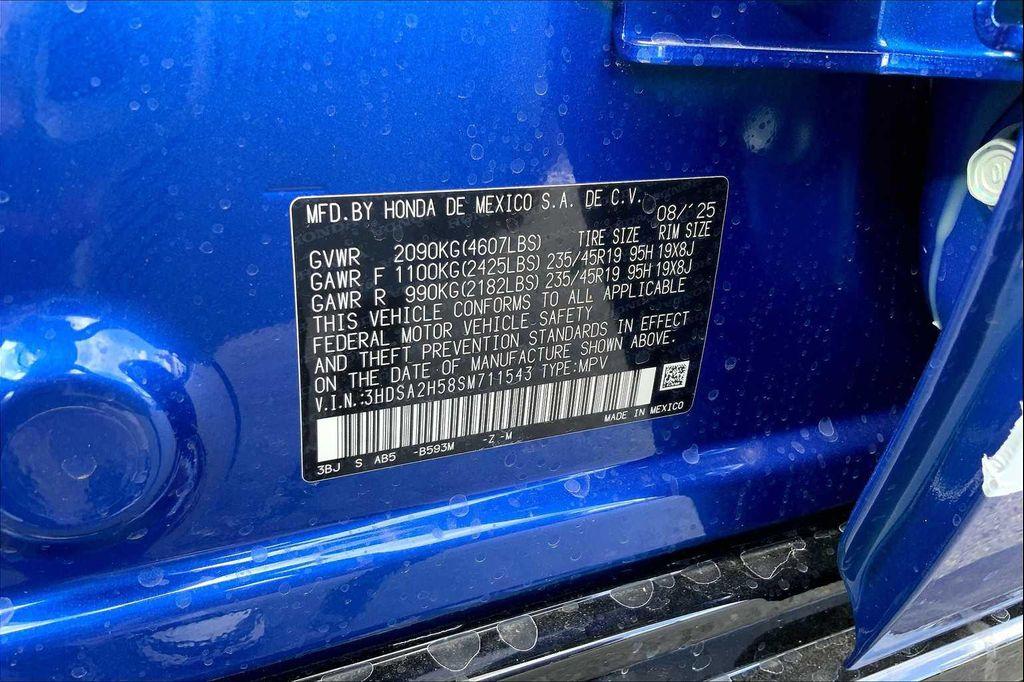 MFD.BY HONDA DE MEXICO S.A. DE C.V.
08/'25
TIRE SIZE RIM SIZE
GVWR 2090KG(4607LBS)
GAWR F 1100KG(2425LBS) 235/45R19 95H 19X8J
GAWR R 990KG(2182LBS) 235/45R19 95H 19X8J
THIS VEHICLE CONFORMS TO ALL APPLICABLE
FEDERAL MOTOR VEHICLE SAFETY
AND THEFT PREVENTION STANDARDS IN EFFECT
ON THE DATE OF MANUFACTURE SHOWN ABOVE.
V.I.N.:3HDSA2H58SM711543 TYPE:MPV
MADE IN MEXICO
3BJ S AB5 -B593M -Z -M